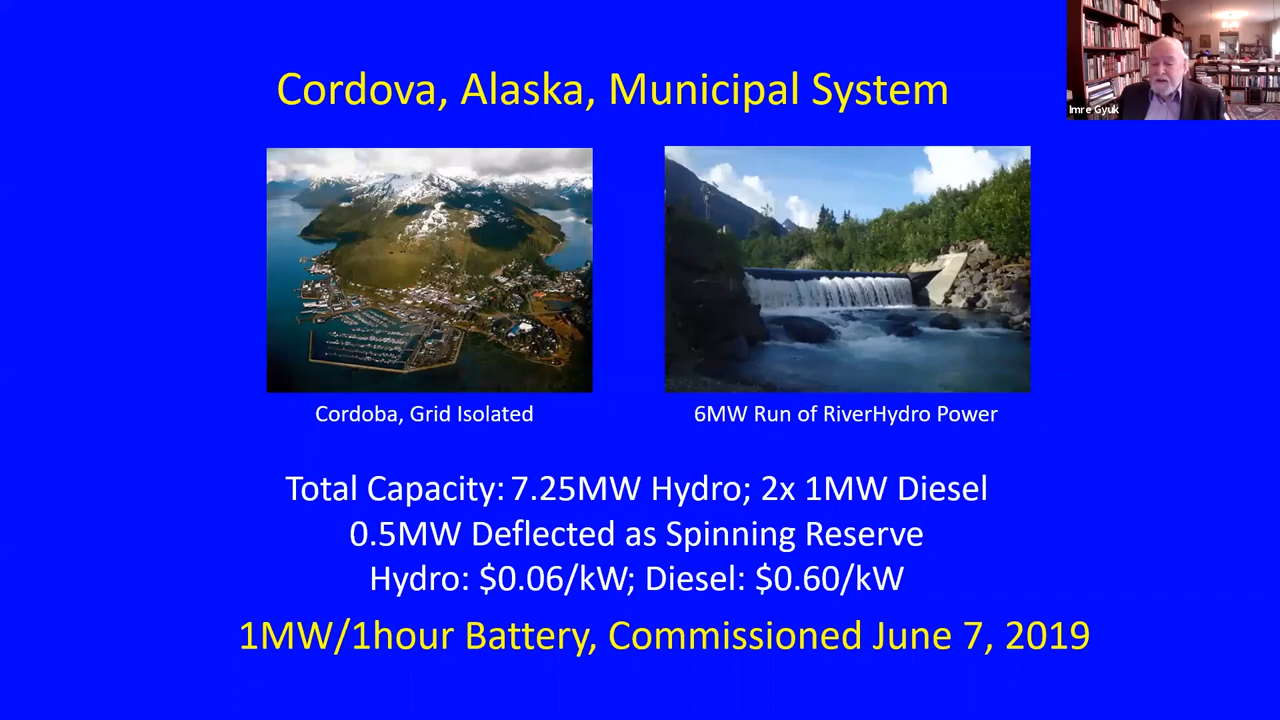 Cordova, Alaska, Municipal System
Imre Gyuk
Cordoba, Grid Isolated
6MW Run of RiverHydro Power
Total Capacity: 7.25MW Hydro; 2x 1MW Diesel
0.5MW Deflected as Spinning Reserve
Hydro: $0.06/kW; Diesel: $0.60/kW
1MW/1hour Battery, Commissioned June 7, 2019